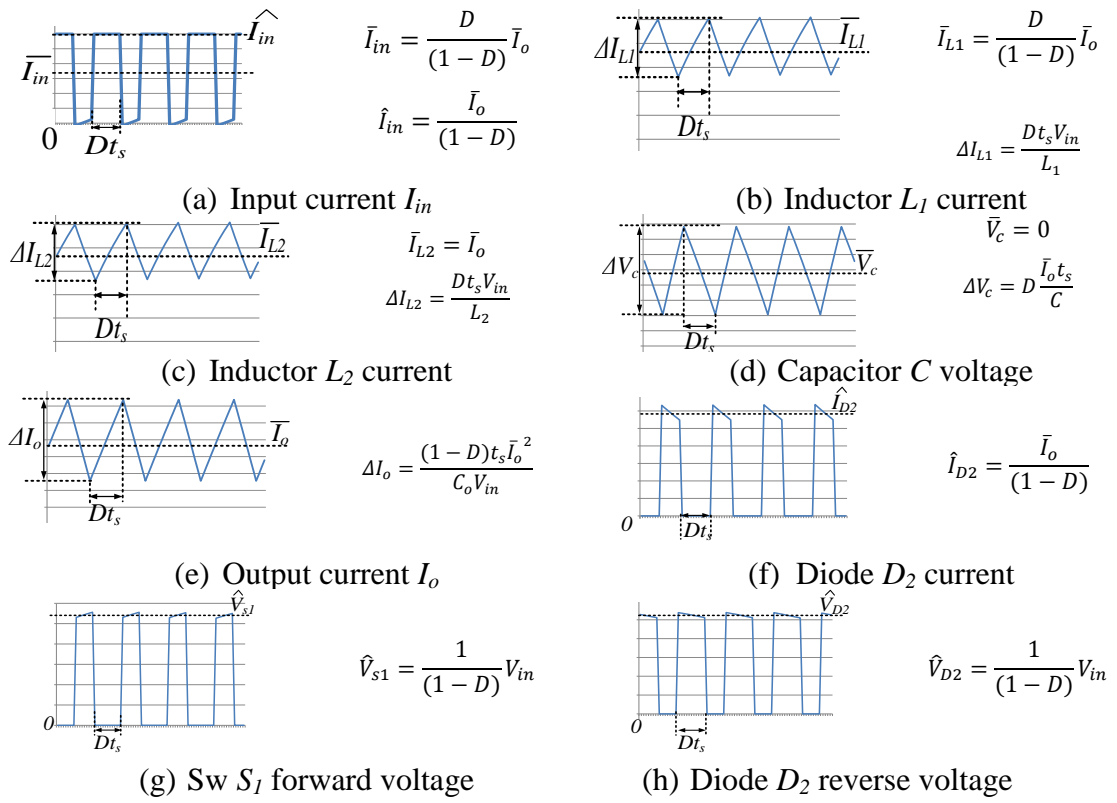 Î_in
Ī_in
0
Dt_s
Ī_in = D/(1 − D) Ī_o
Î_in = Ī_o/(1 − D)
(a) Input current I_in
ΔI_L1
Ī_L1
Dt_s
Ī_L1 = D/(1 − D) Ī_o
ΔI_L1 = Dt_sV_in/L_1
(b) Inductor L_1 current
ΔI_L2
Ī_L2
Dt_s
Ī_L2 = Ī_o
ΔI_L2 = Dt_sV_in/L_2
(c) Inductor L_2 current
ΔV_c
V̄_c
Dt_s
V̄_c = 0
ΔV_c = D Ī_o t_s/C
(d) Capacitor C voltage
ΔI_o
Ī_o
Dt_s
ΔI_o = (1 − D)t_s Ī_o²/C_oV_in
(e) Output current I_o
Î_D2
0
Dt_s
Î_D2 = Ī_o/(1 − D)
(f) Diode D_2 current
V̂_s1
0
Dt_s
V̂_s1 = 1/(1 − D) V_in
(g) Sw S_1 forward voltage
V̂_D2
0
Dt_s
V̂_D2 = 1/(1 − D) V_in
(h) Diode D_2 reverse voltage